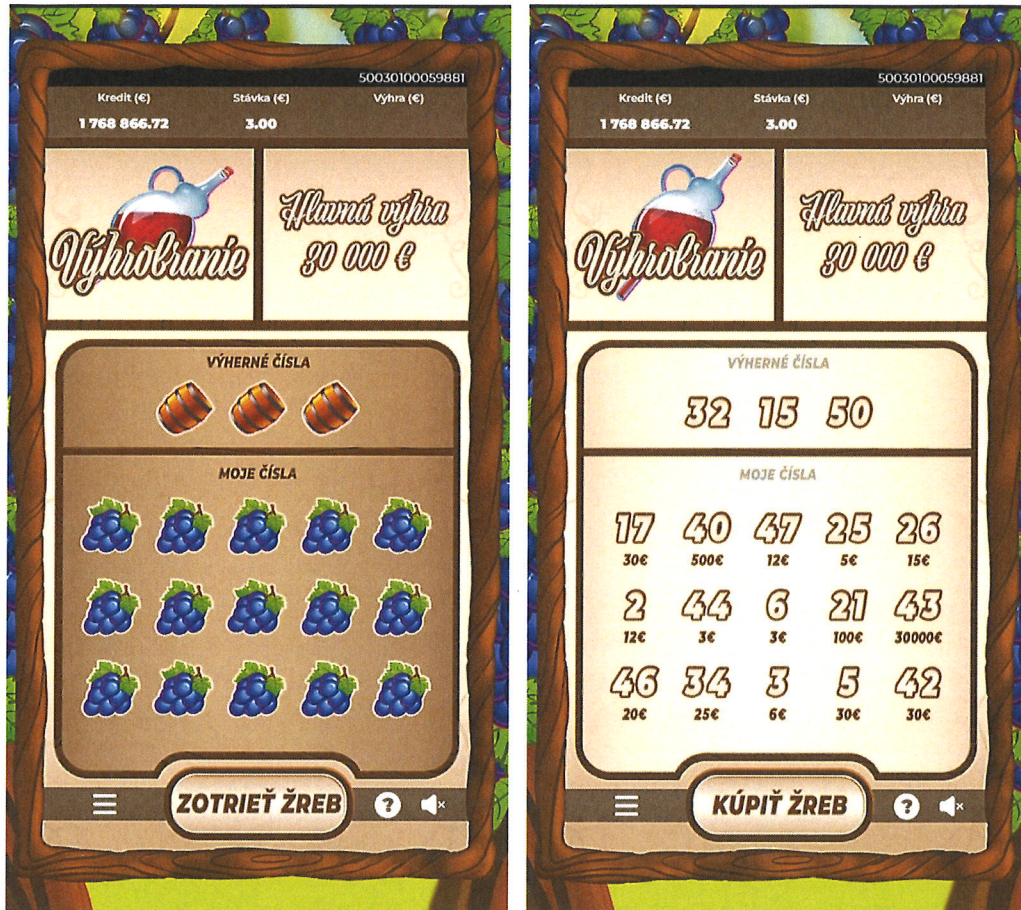 50030100059881
Kredit (€) Stávka (€) Výhra (€)
1 768 866.72 3.00
Výhrobranie
Hlavná výhra
30 000 €
VÝHERNÉ ČÍSLA
MOJE ČÍSLA
ZOTRIEŤ ŽREB
?
50030100059881
Kredit (€) Stávka (€) Výhra (€)
1 768 866.72 3.00
Výhrobranie
Hlavná výhra
30 000 €
VÝHERNÉ ČÍSLA
32 15 50
MOJE ČÍSLA
17 40 47 25 26
30€ 500€ 12€ 5€ 15€
2 44 6 21 43
12€ 3€ 3€ 100€ 30000€
46 34 3 5 42
20€ 25€ 6€ 30€ 30€
KÚPIŤ ŽREB
?